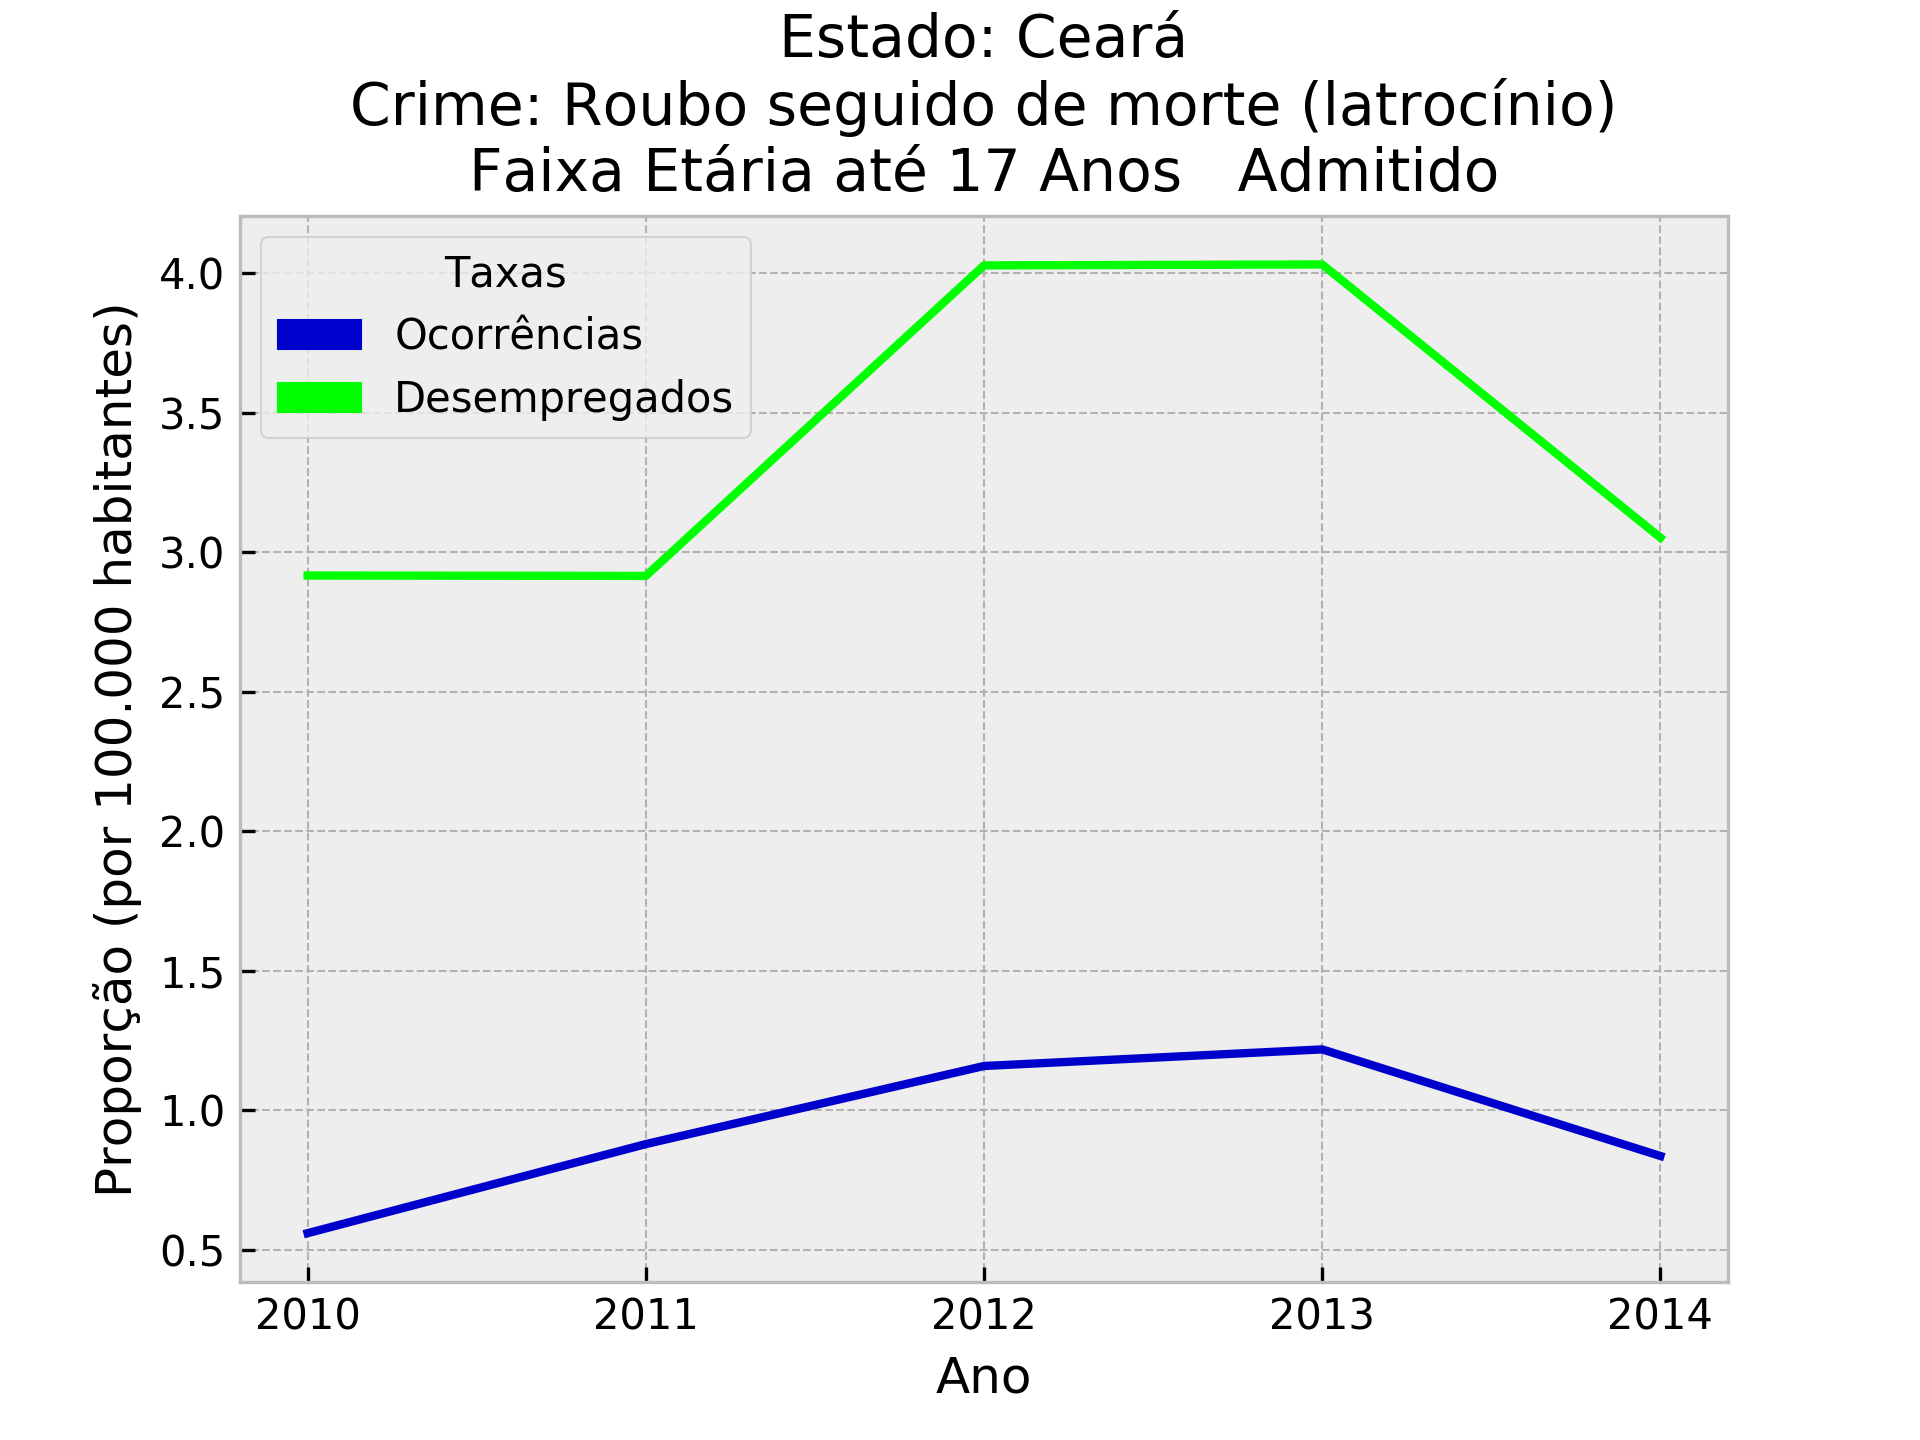 Estado: Ceará
Crime: Roubo seguido de morte (latrocínio)
Faixa Etária até 17 Anos   Admitido
Taxas
Ocorrências
Desempregados
Proporção (por 100.000 habitantes)
4.0
3.5
3.0
2.5
2.0
1.5
1.0
0.5
2010 2011 2012 2013 2014
Ano